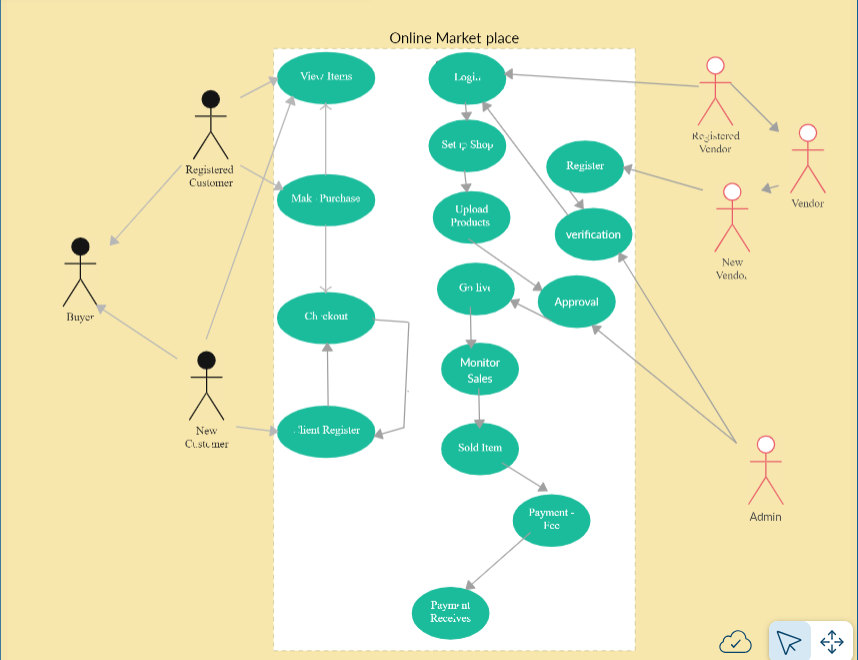 Online Market place
View Items
Login
Registered
Customer
Make Purchase
Setup Shop
Register
Registered
Vendor
Vendor
Upload
Products
verification
New
Vendor
Buyer
Go live
Approval
Checkout
Monitor
Sales
New
Customer
Client Register
Sold Item
Admin
Payment -
Fee
Payment
Receives